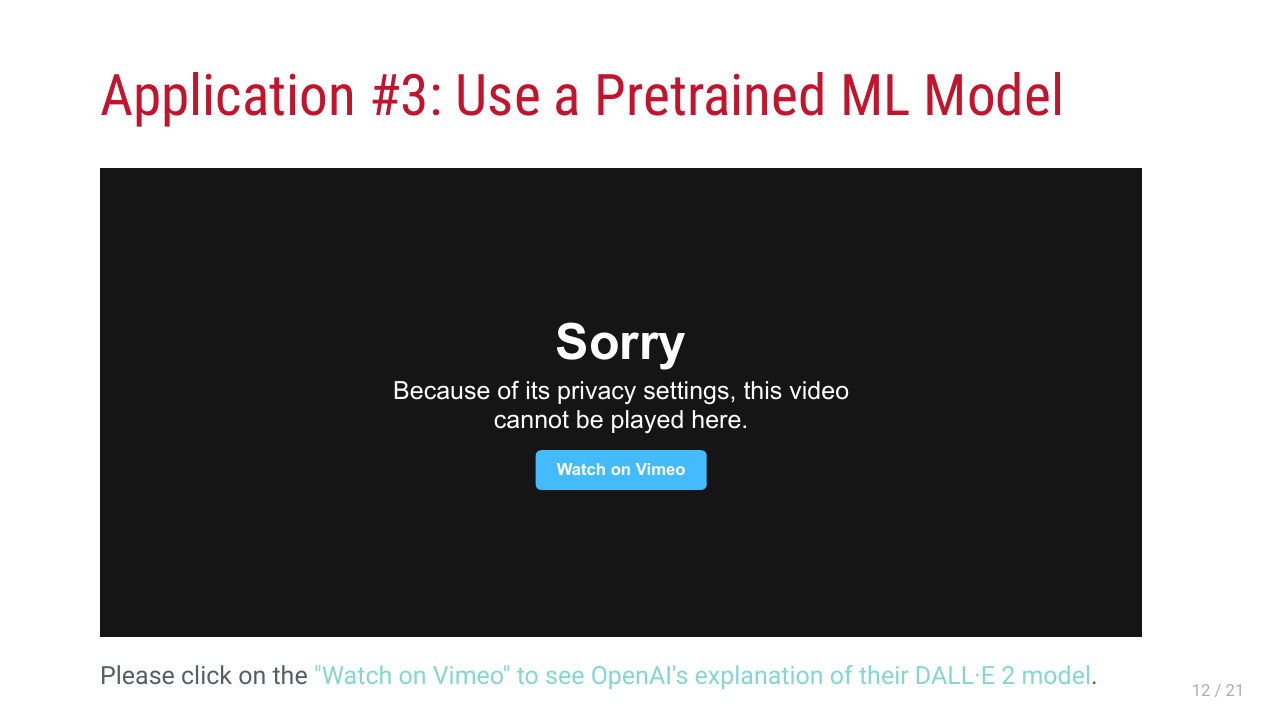 Application #3: Use a Pretrained ML Model
Sorry
Because of its privacy settings, this video
cannot be played here.
Watch on Vimeo
Please click on the "Watch on Vimeo" to see OpenAI's explanation of their DALL·E 2 model.
12 / 21